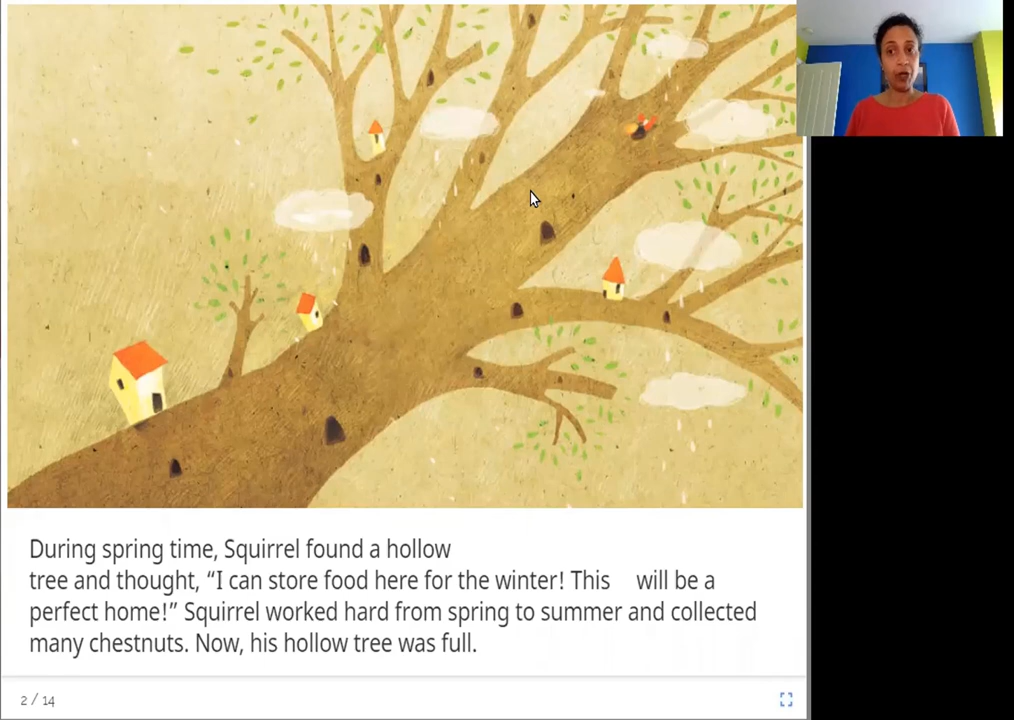 During spring time, Squirrel found a hollow
tree and thought, “I can store food here for the winter! This will be a
perfect home!” Squirrel worked hard from spring to summer and collected
many chestnuts. Now, his hollow tree was full.
2 / 14